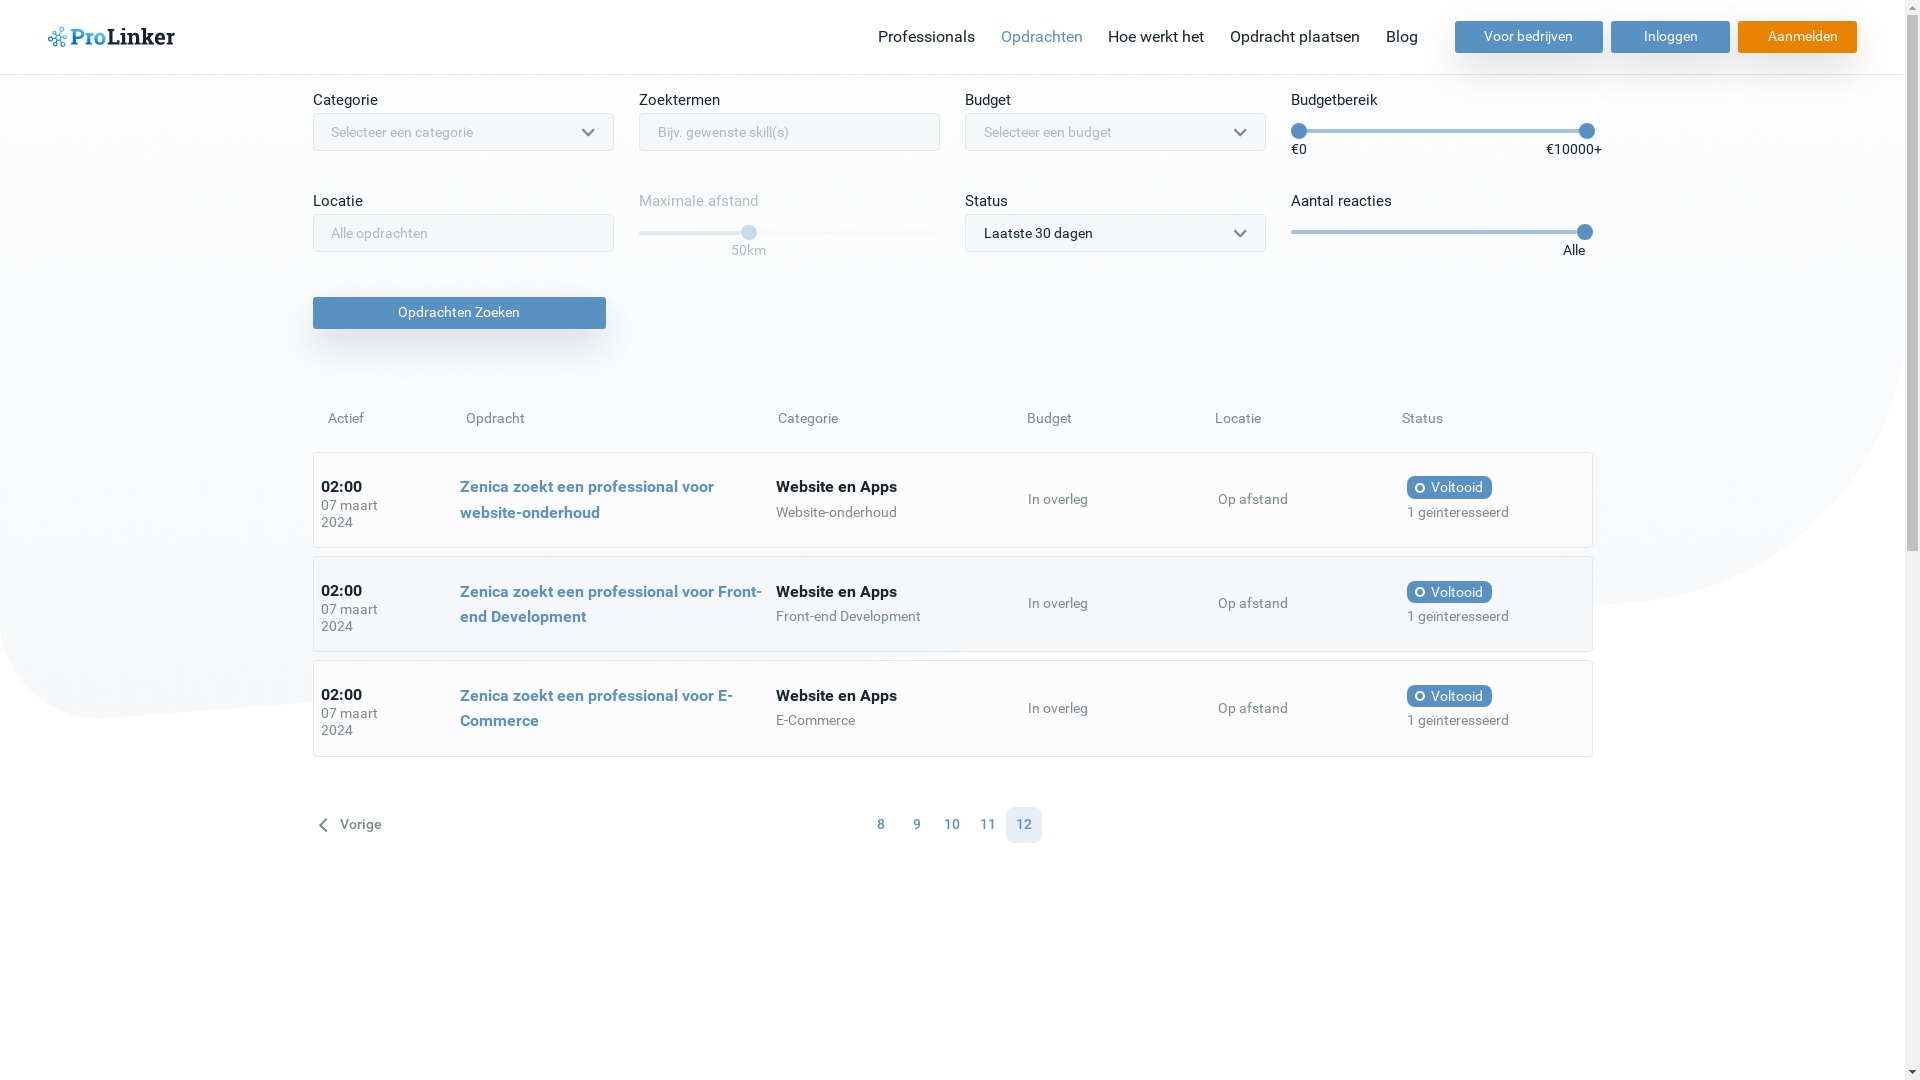 ProLinker
Professionals Opdrachten Hoe werkt het Opdracht plaatsen Blog Voor bedrijven Inloggen Aanmelden
Categorie Zoektermen Budget Budgetbereik
Selecteer een categorie Bijv. gewenste skill(s) Selecteer een budget
€0 €10000+
Locatie Maximale afstand Status Aantal reacties
Alle opdrachten Laatste 30 dagen
50km Alle
Opdrachten Zoeken
Actief Opdracht Categorie Budget Locatie Status
02:00
07 maart
2024
Zenica zoekt een professional voor
website-onderhoud
Website en Apps
Website-onderhoud
In overleg
Op afstand
Voltooid
1 geïnteresseerd
02:00
07 maart
2024
Zenica zoekt een professional voor Front-
end Development
Website en Apps
Front-end Development
In overleg
Op afstand
Voltooid
1 geïnteresseerd
02:00
07 maart
2024
Zenica zoekt een professional voor E-
Commerce
Website en Apps
E-Commerce
In overleg
Op afstand
Voltooid
1 geïnteresseerd
Vorige 8 9 10 11 12